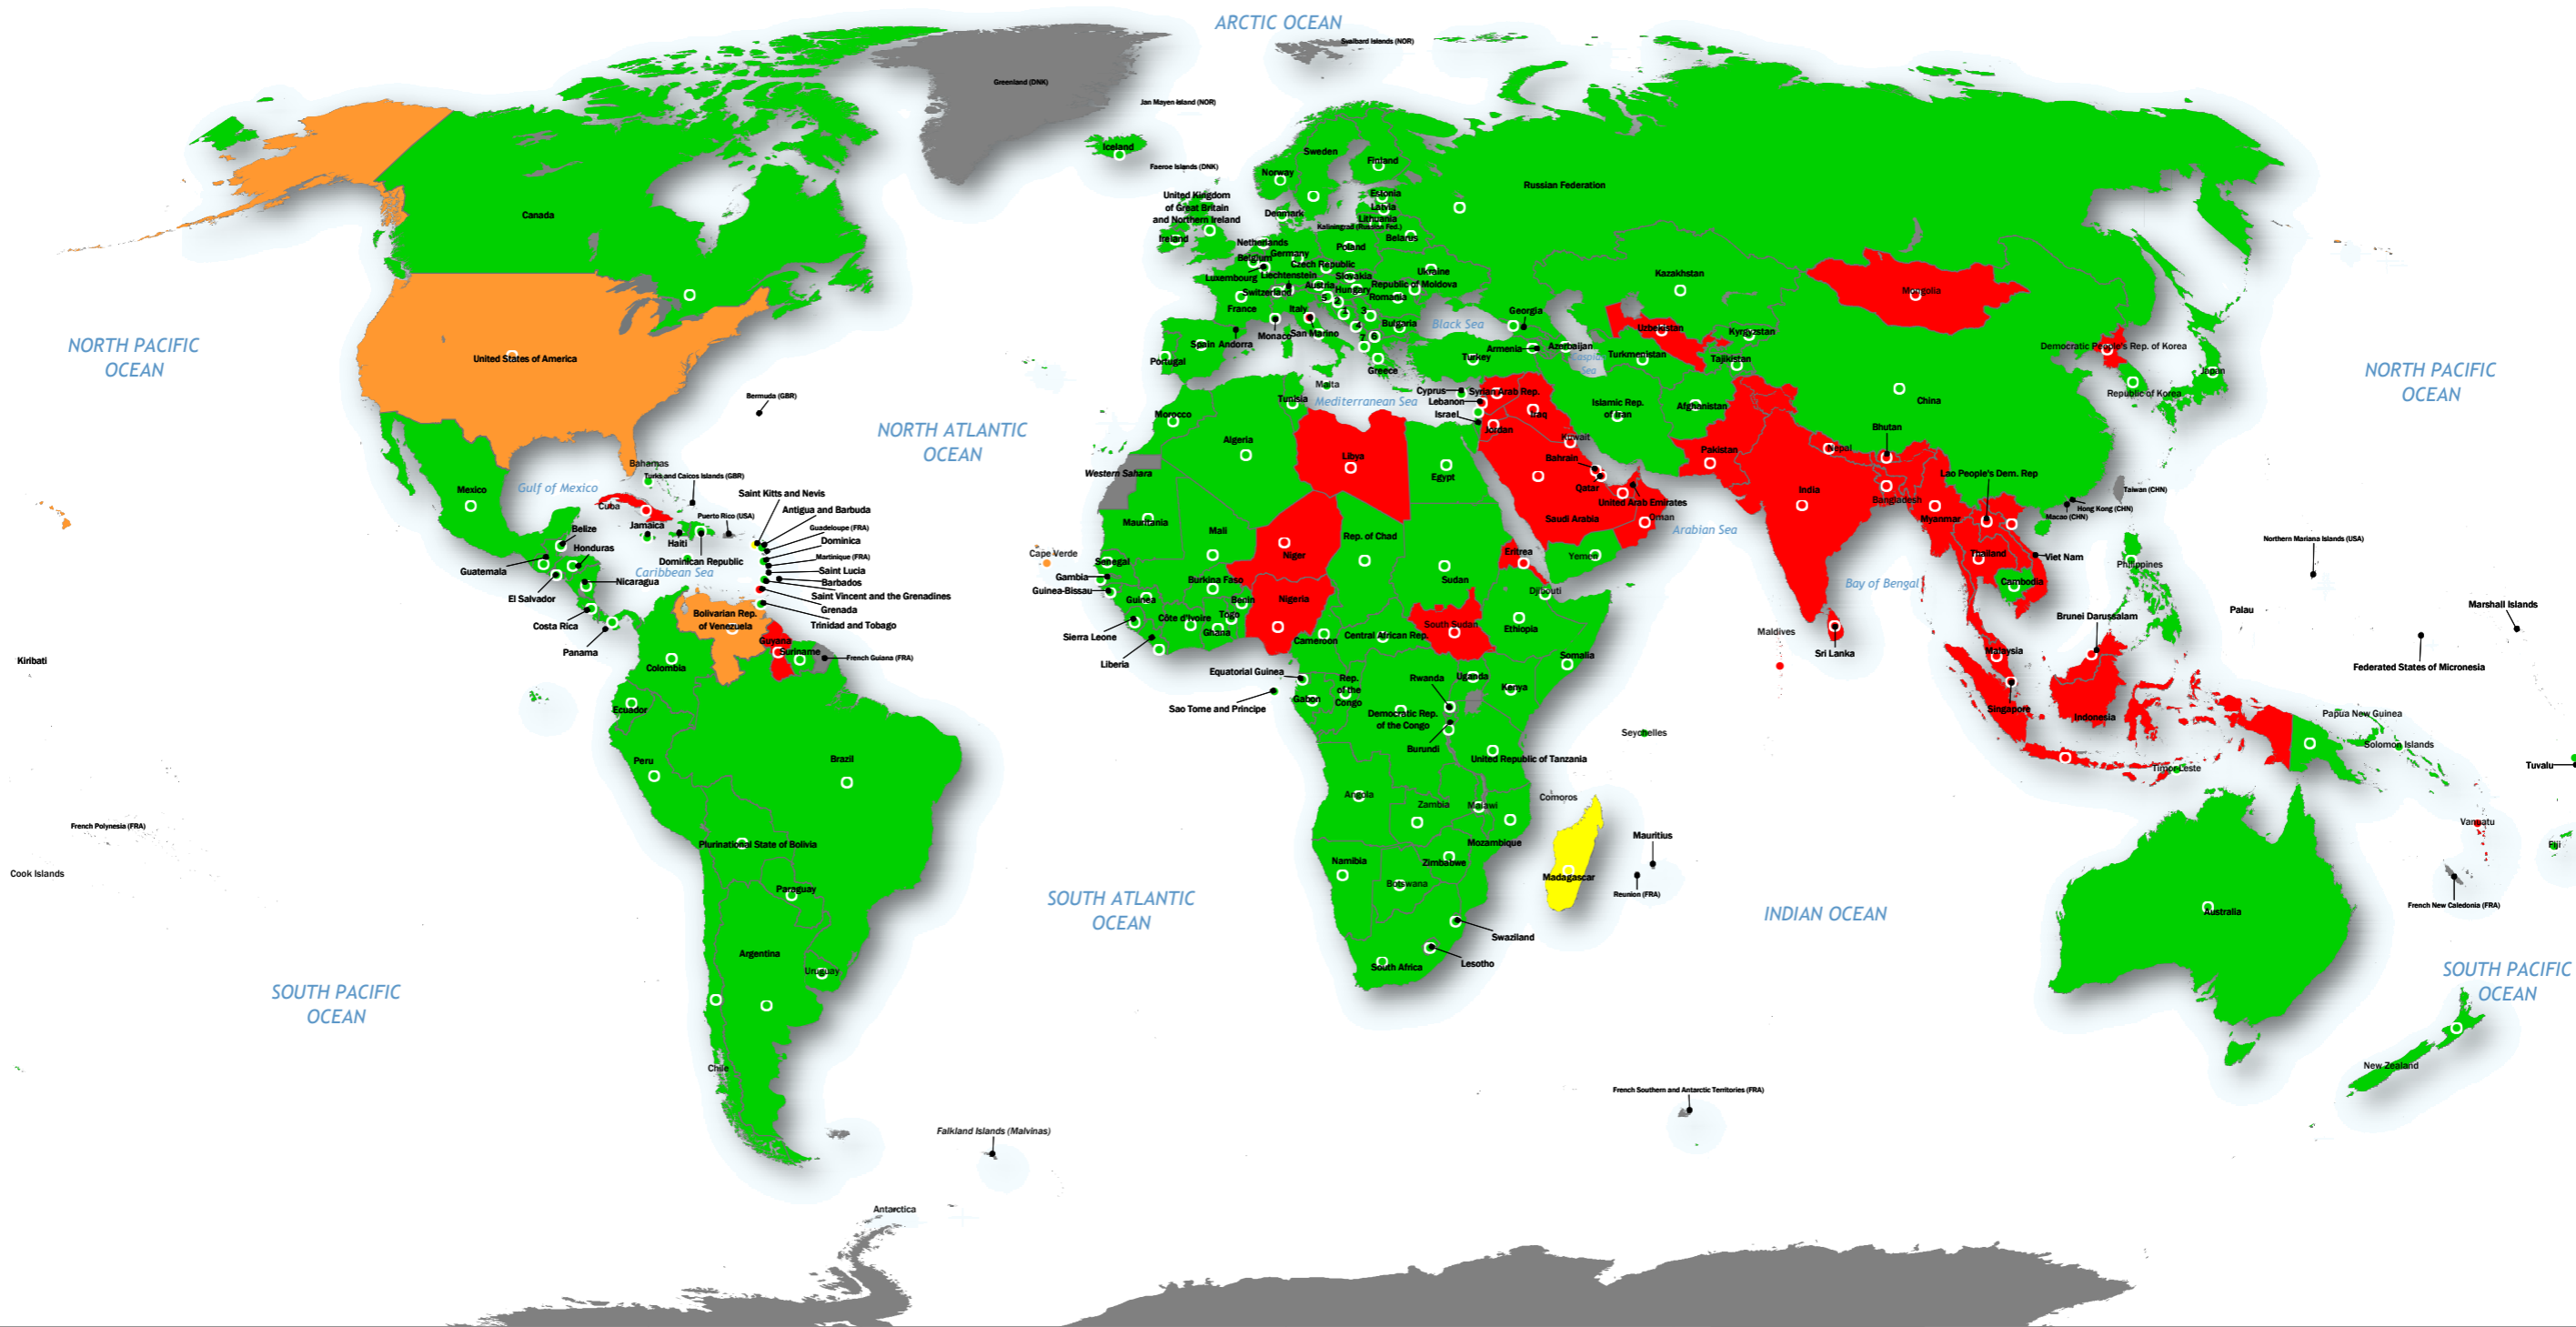 ARCTIC OCEAN
Svalbard Islands (NOR)
Greenland (DNK)
Jan Mayen Island (NOR)
Iceland
Faeroe Islands (DNK)
Sweden
Finland
Norway
Russian Federation
Estonia
Latvia
Lithuania
Kaliningrad (Russian Fed.)
United Kingdom
of Great Britain
and Northern Ireland
Denmark
Ireland
Canada
Netherlands
Belarus
Poland
Belgium
Germany
Czech Republic
Luxembourg
Liechtenstein
Slovakia
Ukraine
Austria
Hungary
Republic of Moldova
Switzerland
Romania
France
Italy
5
2
1
3
4
6
7
Bulgaria
Monaco
San Marino
Spain
Andorra
Portugal
Greece
Malta
Black Sea
Georgia
Armenia
Azerbaijan
Caspian
Sea
Turkey
Kazakhstan
Uzbekistan
Kyrgyzstan
Turkmenistan
Tajikistan
Mongolia
Democratic People's Rep. of Korea
Republic of Korea
Japan
China
NORTH PACIFIC
OCEAN
NORTH PACIFIC
OCEAN
United States of America
Bermuda (GBR)
NORTH ATLANTIC
OCEAN
Mediterranean Sea
Cyprus
Lebanon
Israel
Syrian Arab Rep.
Iraq
Jordan
Kuwait
Islamic Rep.
of Iran
Afghanistan
Pakistan
Nepal
Bhutan
Bahrain
Qatar
United Arab Emirates
Saudi Arabia
Oman
Yemen
Arabian Sea
India
Bangladesh
Myanmar
Lao People's Dem. Rep
Taiwan (CHN)
Hong Kong (CHN)
Macao (CHN)
Thailand
Viet Nam
Cambodia
Philippines
Bay of Bengal
Northern Mariana Islands (USA)
Morocco
Tunisia
Algeria
Libya
Egypt
Western Sahara
Mauritania
Mali
Niger
Rep. of Chad
Sudan
Eritrea
Djibouti
Cape Verde
Senegal
Gambia
Guinea-Bissau
Guinea
Burkina Faso
Benin
Togo
Côte d'Ivoire
Ghana
Nigeria
Sierra Leone
Liberia
Cameroon
Central African Rep.
South Sudan
Ethiopia
Somalia
Equatorial Guinea
Sao Tome and Principe
Gabon
Rep.
of the
Congo
Democratic Rep.
of the Congo
Rwanda
Uganda
Kenya
Burundi
United Republic of Tanzania
Seychelles
Maldives
Sri Lanka
Malaysia
Singapore
Brunei Darussalam
Indonesia
Timor-Leste
Palau
Marshall Islands
Federated States of Micronesia
Papua New Guinea
Solomon Islands
Tuvalu
Vanuatu
Fiji
French New Caledonia (FRA)
Mexico
Gulf of Mexico
Bahamas
Turks and Caicos Islands (GBR)
Cuba
Jamaica
Haiti
Dominican Republic
Puerto Rico (USA)
Saint Kitts and Nevis
Antigua and Barbuda
Guadeloupe (FRA)
Dominica
Martinique (FRA)
Saint Lucia
Barbados
Saint Vincent and the Grenadines
Grenada
Trinidad and Tobago
Caribbean Sea
Belize
Honduras
Guatemala
Nicaragua
El Salvador
Costa Rica
Panama
Bolivarian Rep.
of Venezuela
Guyana
Suriname
French Guiana (FRA)
Colombia
Ecuador
Peru
Brazil
Plurinational State of Bolivia
Paraguay
Argentina
Uruguay
Chile
Kiribati
French Polynesia (FRA)
Cook Islands
Angola
Zambia
Malawi
Mozambique
Comoros
Madagascar
Mauritius
Reunion (FRA)
Namibia
Zimbabwe
Botswana
Swaziland
Lesotho
South Africa
SOUTH ATLANTIC
OCEAN
INDIAN OCEAN
Australia
New Zealand
SOUTH PACIFIC
OCEAN
SOUTH PACIFIC
OCEAN
French Southern and Antarctic Territories (FRA)
Falkland Islands (Malvinas)
Antarctica